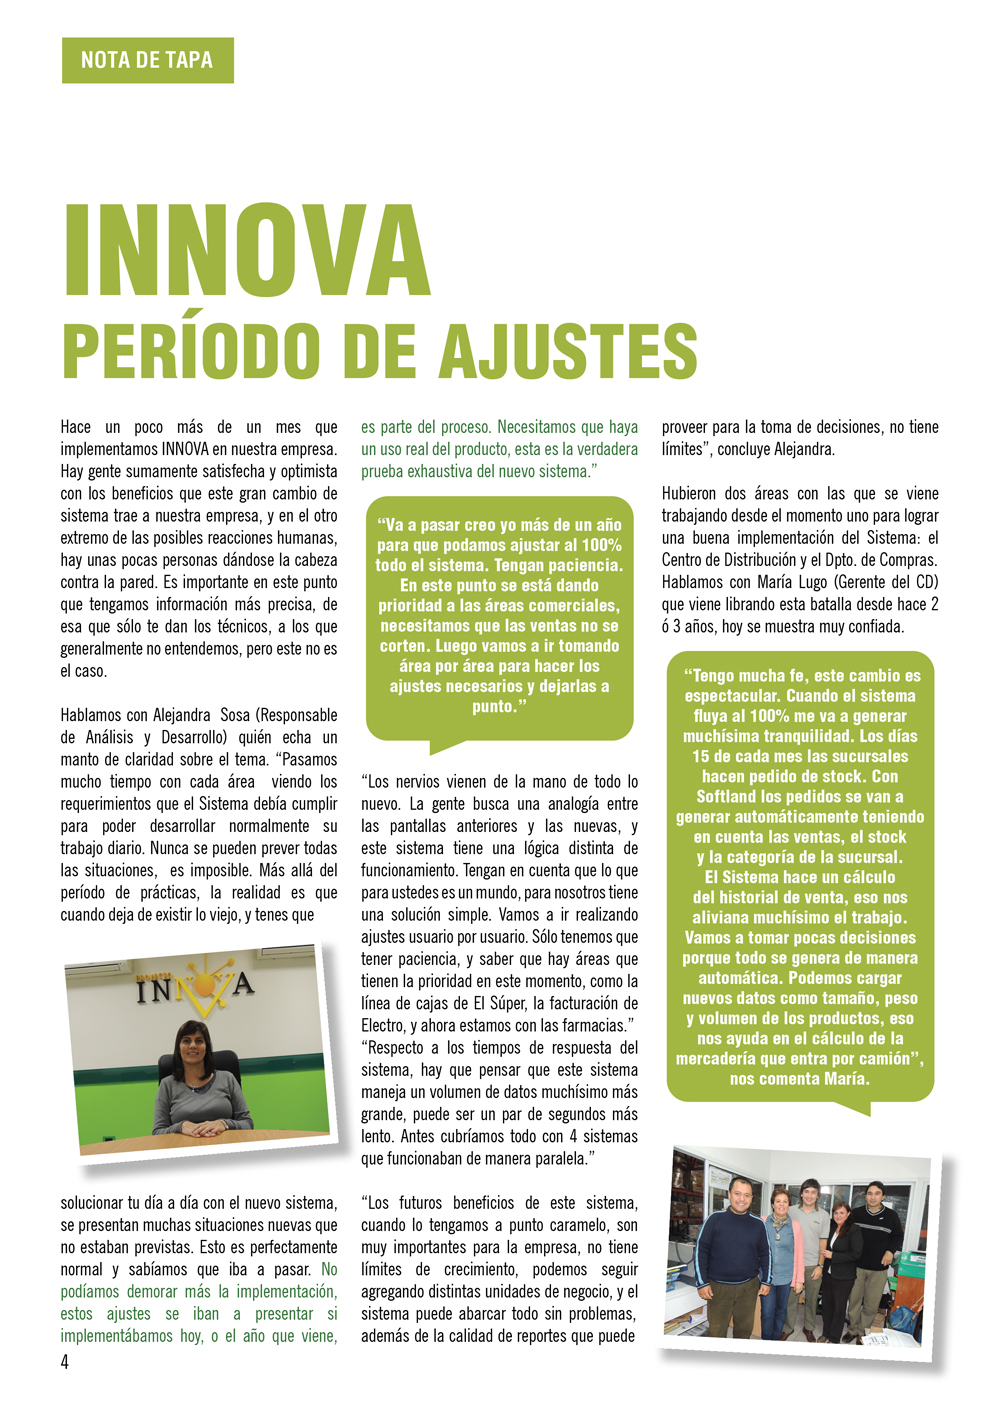 NOTA DE TAPA
INNOVA
PERÍODO DE AJUSTES
Hace un poco más de un mes que
implementamos INNOVA en nuestra empresa.
Hay gente sumamente satisfecha y optimista
con los beneficios que este gran cambio de
sistema trae a nuestra empresa, y en el otro
extremo de las posibles reacciones humanas,
hay unas pocas personas dándose la cabeza
contra la pared. Es importante en este punto
que tengamos información más precisa, de
esa que sólo te dan los técnicos, a los que
generalmente no entendemos, pero este no es
el caso.
Hablamos con Alejandra Sosa (Responsable
de Análisis y Desarrollo) quién echa un
manto de claridad sobre el tema. “Pasamos
mucho tiempo con cada área viendo los
requerimientos que el Sistema debía cumplir
para poder desarrollar normalmente su
trabajo diario. Nunca se pueden prever todas
las situaciones, es imposible. Más allá del
período de prácticas, la realidad es que
cuando deja de existir lo viejo, y tenes que
PROYECTO
INNOVA
solucionar tu día a día con el nuevo sistema,
se presentan muchas situaciones nuevas que
no estaban previstas. Esto es perfectamente
normal y sabíamos que iba a pasar. No
podíamos demorar más la implementación,
estos ajustes se iban a presentar si
implementábamos hoy, o el año que viene,
es parte del proceso. Necesitamos que haya
un uso real del producto, esta es la verdadera
prueba exhaustiva del nuevo sistema.”
“Va a pasar creo yo más de un año
para que podamos ajustar al 100%
todo el sistema. Tengan paciencia.
En este punto se está dando
prioridad a las áreas comerciales,
necesitamos que las ventas no se
corten. Luego vamos a ir tomando
área por área para hacer los
ajustes necesarios y dejarlas a
punto.”
“Los nervios vienen de la mano de todo lo
nuevo. La gente busca una analogía entre
las pantallas anteriores y las nuevas, y
este sistema tiene una lógica distinta de
funcionamiento. Tengan en cuenta que lo que
para ustedes es un mundo, para nosotros tiene
una solución simple. Vamos a ir realizando
ajustes usuario por usuario. Sólo tenemos que
tener paciencia, y saber que hay áreas que
tienen la prioridad en este momento, como la
línea de cajas de El Súper, la facturación de
Electro, y ahora estamos con las farmacias.”
“Respecto a los tiempos de respuesta del
sistema, hay que pensar que este sistema
maneja un volumen de datos muchísimo más
grande, puede ser un par de segundos más
lento. Antes cubríamos todo con 4 sistemas
que funcionaban de manera paralela.”
“Los futuros beneficios de este sistema,
cuando lo tengamos a punto caramelo, son
muy importantes para la empresa, no tiene
límites de crecimiento, podemos seguir
agregando distintas unidades de negocio, y el
sistema puede abarcar todo sin problemas,
además de la calidad de reportes que puede
proveer para la toma de decisiones, no tiene
límites”, concluye Alejandra.
Hubieron dos áreas con las que se viene
trabajando desde el momento uno para lograr
una buena implementación del Sistema: el
Centro de Distribución y el Dpto. de Compras.
Hablamos con María Lugo (Gerente del CD)
que viene librando esta batalla desde hace 2
ó 3 años, hoy se muestra muy confiada.
“Tengo mucha fe, este cambio es
espectacular. Cuando el sistema
fluya al 100% me va a generar
muchísima tranquilidad. Los días
15 de cada mes las sucursales
hacen pedido de stock. Con
Softland los pedidos se van a
generar automáticamente teniendo
en cuenta las ventas, el stock
y la categoría de la sucursal.
El Sistema hace un cálculo
del historial de venta, eso nos
aliviana muchísimo el trabajo.
Vamos a tomar pocas decisiones
porque todo se genera de manera
automática. Podemos cargar
nuevos datos como tamaño, peso
y volumen de los productos, eso
nos ayuda en el cálculo de la
mercadería que entra por camión”,
nos comenta María.
4